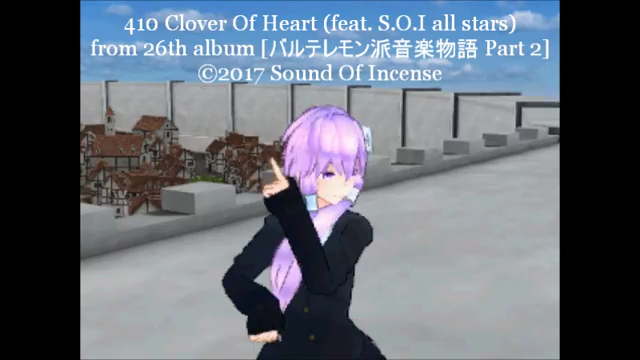 410 Clover Of Heart (feat. S.O.I all stars)
from 26th album [バルテレモン派音楽物語 Part 2]
©2017 Sound Of Incense